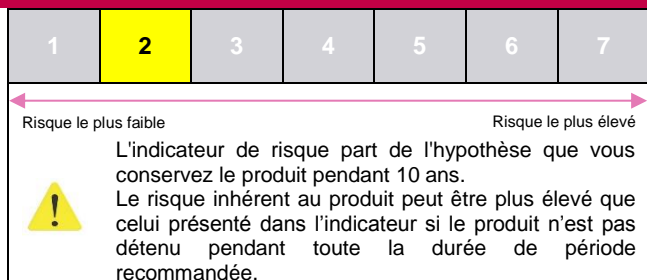 1 2 3 4 5 6 7
Risque le plus faible Risque le plus élevé
L'indicateur de risque part de l'hypothèse que vous
conservez le produit pendant 10 ans.
Le risque inhérent au produit peut être plus élevé que
celui présenté dans l’indicateur si le produit n’est pas
détenu pendant toute la durée de période
recommandée.